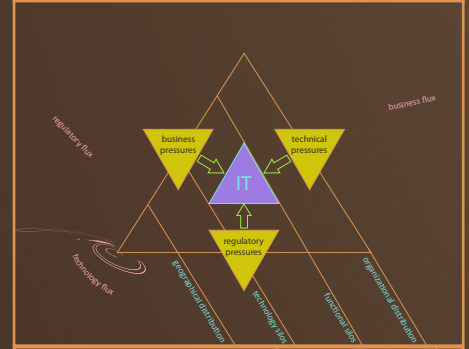 business flux
regulatory flux
business
pressures
technical
pressures
IT
regulatory
pressures
technology flux
geographical distribution
technology silos
functional silos
organizational distribution